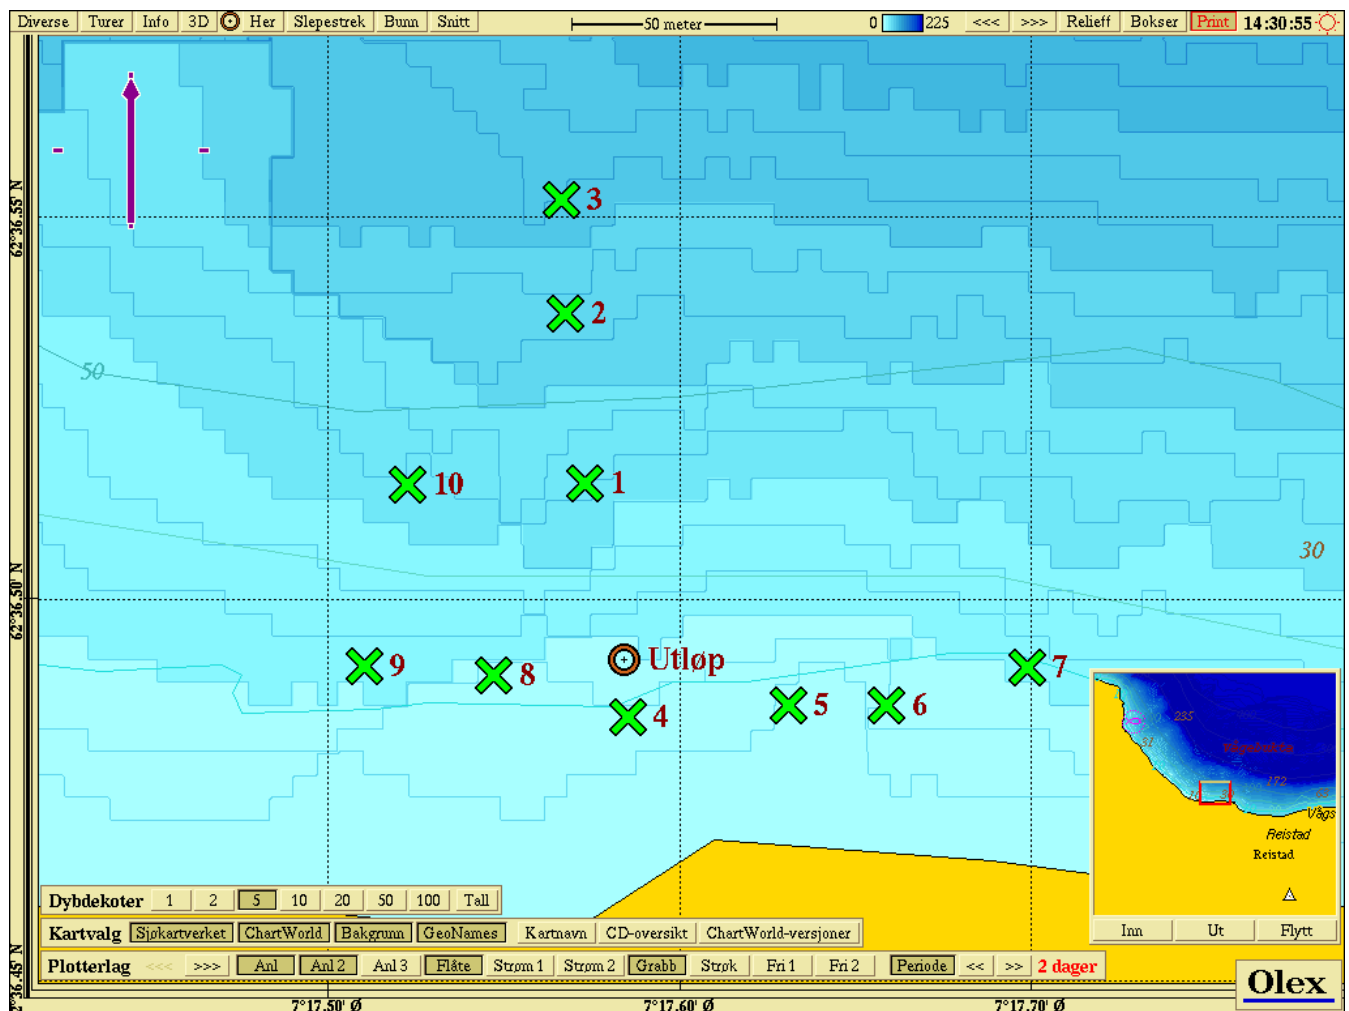 Diverse Turer Info 3D Her Slepestrek Bunn Snitt 50 meter 0 225 <<< >>> Relieff Bokser Print 14:30:55
62°36.55' N
3
2
50
10
1
30
62°36.50' N
Utløp
9
8
7
4
5
6
235
51
172
Vågs
Reistad
Reistad
Inn Ut Flytt
Dybdekoter 1 2 5 10 20 50 100 Tall
Kartvalg Sjøkartverket ChartWorld Bakgrunn GeoNames Kartnavn CD-oversikt ChartWorld-versjoner
Plotterlag <<< >>> Anl Anl 2 Anl 3 Flåte Strøm 1 Strøm 2 Grabb Strøk Fri 1 Fri 2 Periode << >> 2 dager
Olex
2°36.45' N
7°17.50' Ø 7°17.60' Ø 7°17.70' Ø